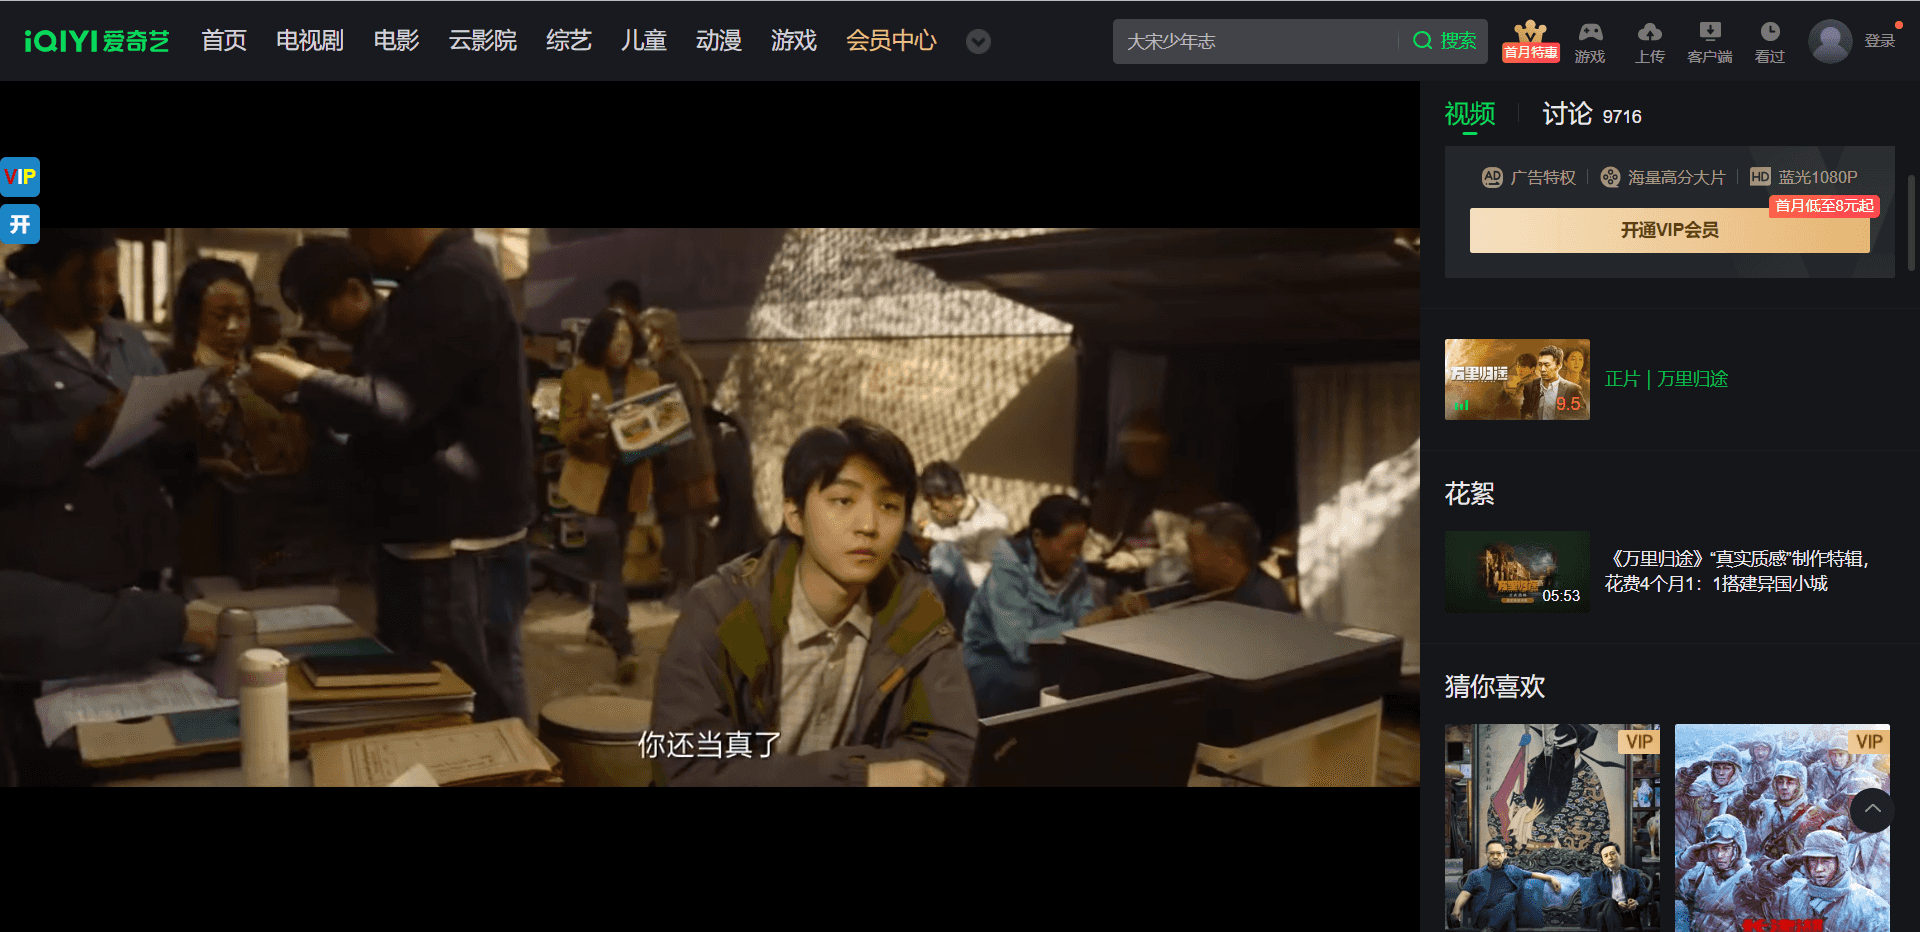 iQIYI 爱奇艺 首页 电视剧 电影 云影院 综艺 儿童 动漫 游戏 会员中心 大宋少年志 搜索 首月特惠 游戏 上传 客户端 看过 登录
视频 讨论 9716
VIP
开
AD 广告特权 海量高分大片 HD 蓝光1080P
首月低至8元起
开通VIP会员
万里归途
9.5
正片 | 万里归途
花絮
万里归途
05:53
《万里归途》“真实质感”制作特辑,
花费4个月1：1搭建异国小城
猜你喜欢
VIP
VIP
你还当真了